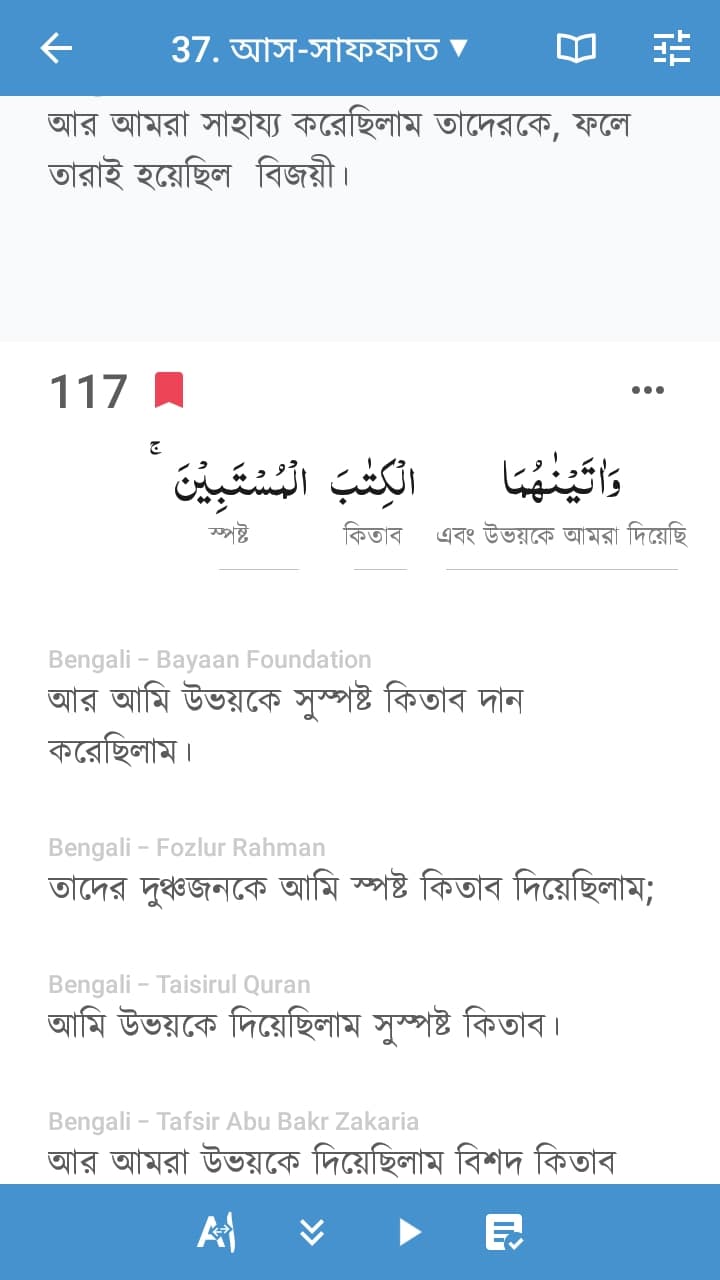 37. আস-সাফফাত ▼
আর আমরা সাহায্য করেছিলাম তাদেরকে, ফলে
তারাই হয়েছিল  বিজয়ী।
117
وَاٰتَيْنٰهُمَا الْكِتٰبَ الْمُسْتَبِيْنَ ۚ
এবং উভয়কে আমরা দিয়েছি কিতাব স্পষ্ট
Bengali – Bayaan Foundation
আর আমি উভয়কে সুস্পষ্ট কিতাব দান
করেছিলাম।
Bengali – Fozlur Rahman
তাদের দুঞ্চজনকে আমি স্পষ্ট কিতাব দিয়েছিলাম;
Bengali – Taisirul Quran
আমি উভয়কে দিয়েছিলাম সুস্পষ্ট কিতাব।
Bengali – Tafsir Abu Bakr Zakaria
আর আমরা উভয়কে দিয়েছিলাম বিশদ কিতাব